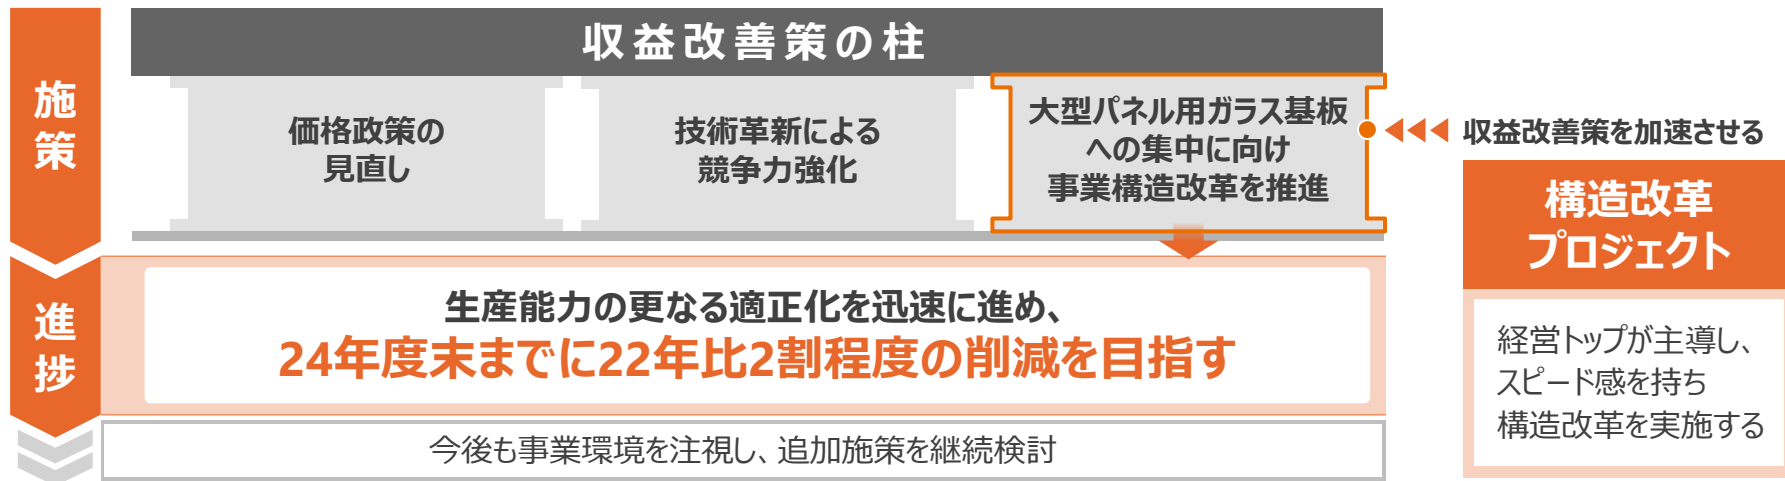 施策
収益改善策の柱
価格政策の
見直し
技術革新による
競争力強化
大型パネル用ガラス基板
への集中に向け
事業構造改革を推進
収益改善策を加速させる
構造改革
プロジェクト
経営トップが主導し、
スピード感を持ち
構造改革を実施する
進捗
生産能力の更なる適正化を迅速に進め、
24年度末までに22年比2割程度の削減を目指す
今後も事業環境を注視し、追加施策を継続検討